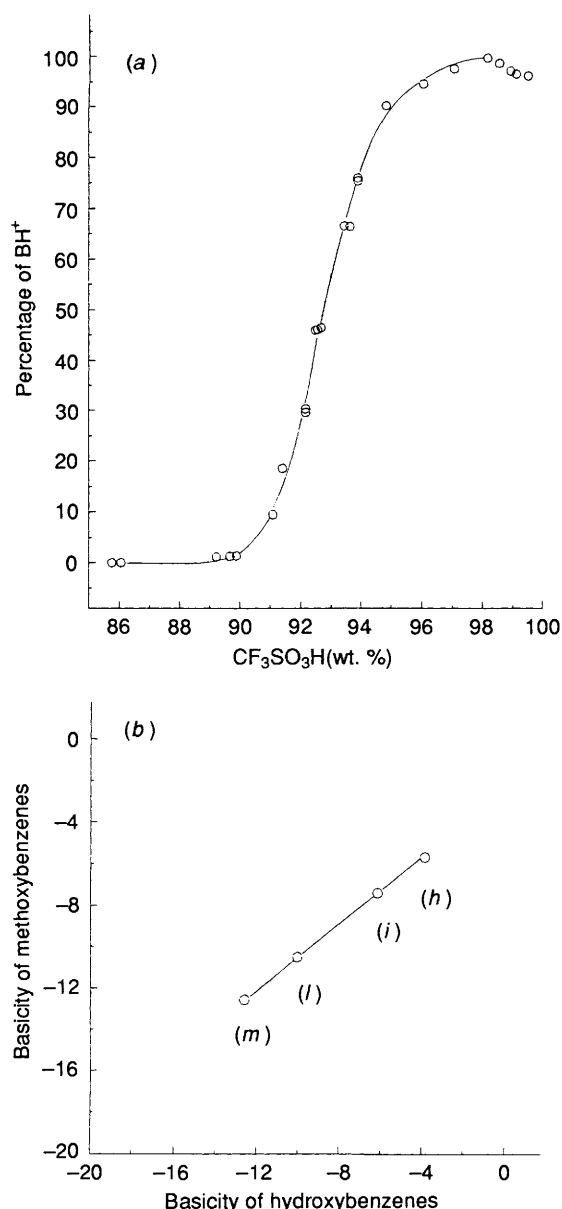 (a)
100
90
80
70
60
50
40
30
20
10
0
Percentage of BH⁺
86 88 90 92 94 96 98 100
CF₃SO₃H(wt. %)
(b)
0
−4
−8
−12
−16
−20
Basicity of methoxybenzenes
(h)
(i)
(l)
(m)
−20 −16 −12 −8 −4 0
Basicity of hydroxybenzenes